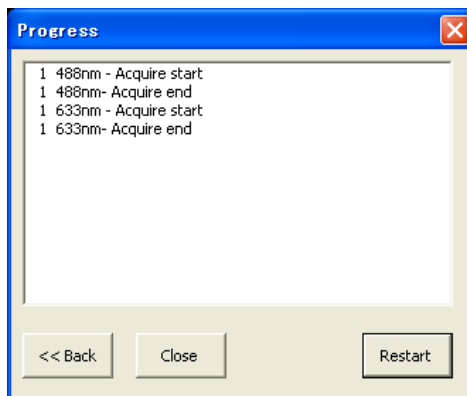 Progress
1 488nm - Acquire start
1 488nm- Acquire end
1 633nm - Acquire start
1 633nm- Acquire end
<< Back
Close
Restart